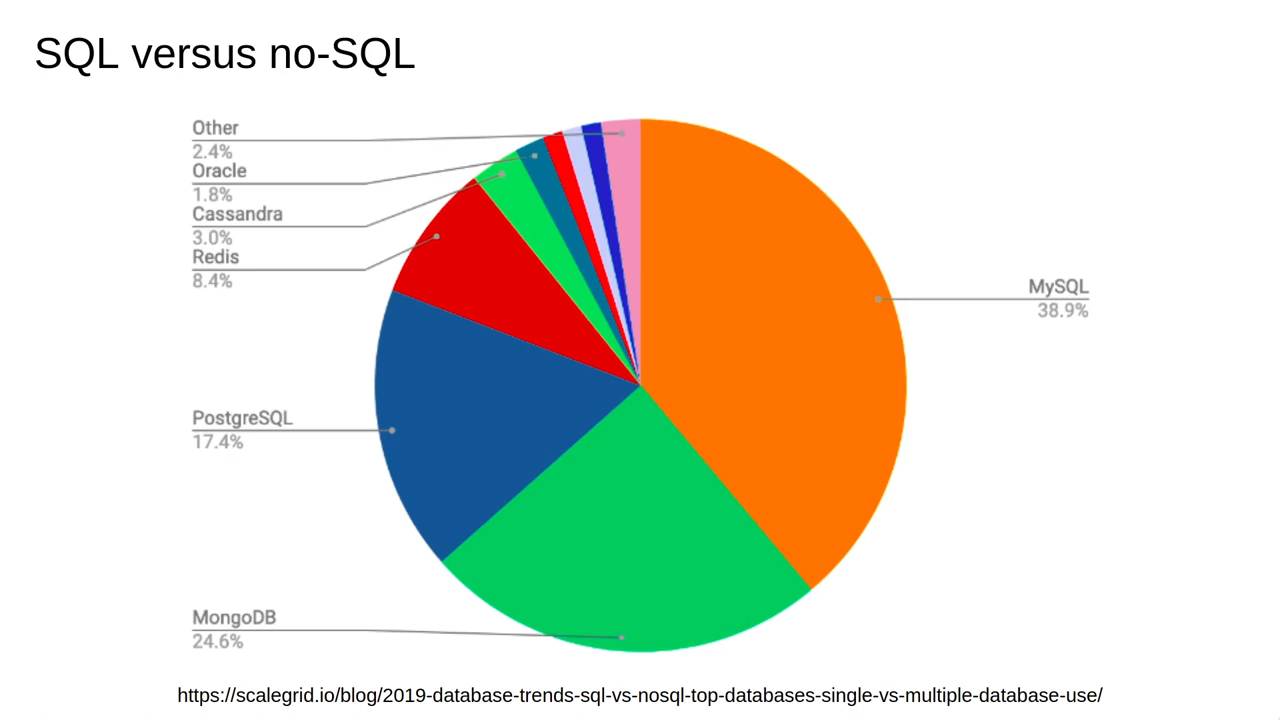 SQL versus no-SQL
Other
2.4%
Oracle
1.8%
Cassandra
3.0%
Redis
8.4%
MySQL
38.9%
PostgreSQL
17.4%
MongoDB
24.6%
https://scalegrid.io/blog/2019-database-trends-sql-vs-nosql-top-databases-single-vs-multiple-database-use/